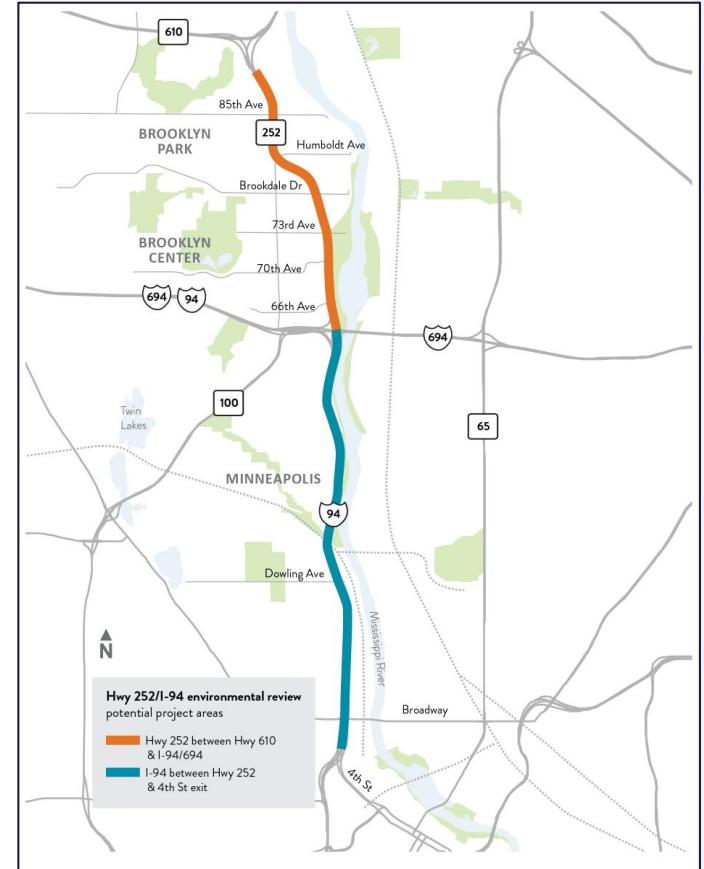 610
85th Ave
252
BROOKLYN
PARK
Humboldt Ave
Brookdale Dr
73rd Ave
BROOKLYN
CENTER
70th Ave
694
94
66th Ave
694
100
Twin
Lakes
65
MINNEAPOLIS
94
Dowling Ave
Mississippi River
N
Hwy 252/I-94 environmental review
potential project areas
Hwy 252 between Hwy 610
& I-94/694
I-94 between Hwy 252
& 4th St exit
Broadway
4th St